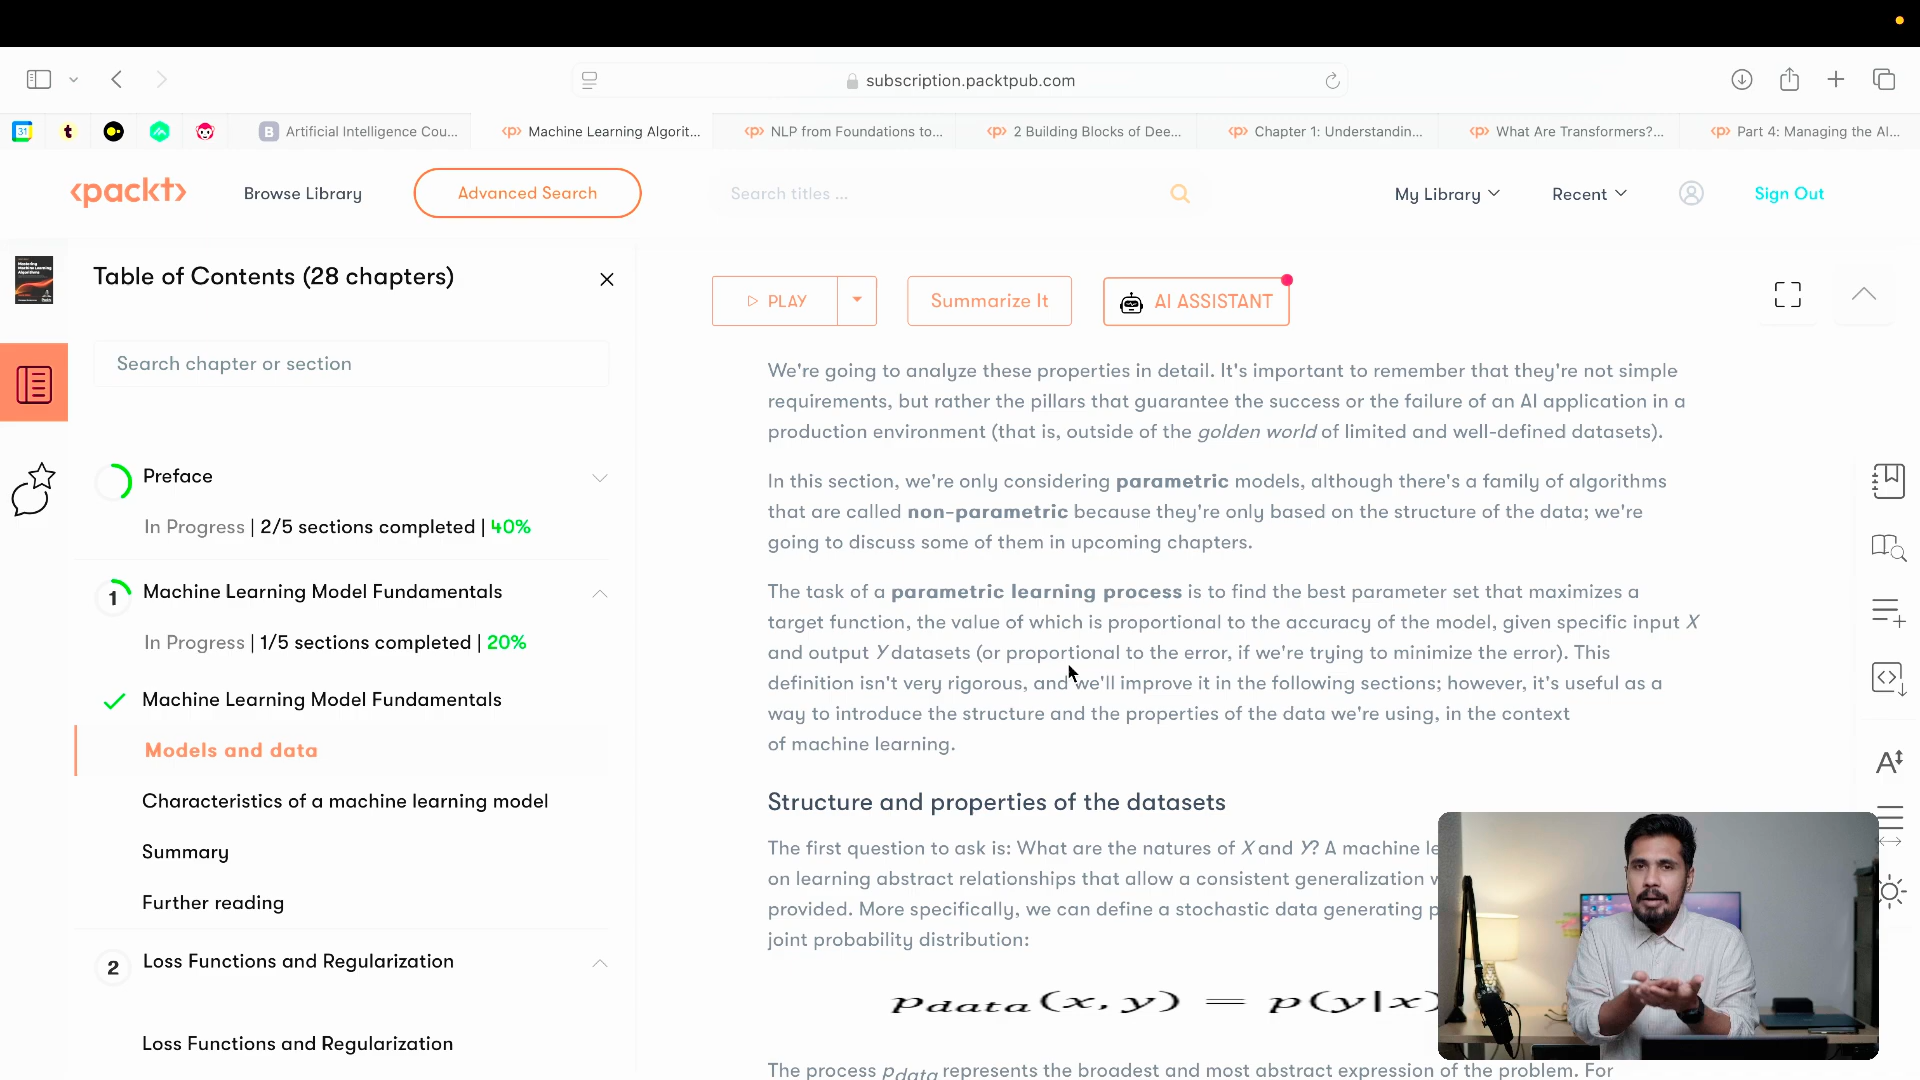 subscription.packtpub.com
31
t
B Artificial Intelligence Cou...
<p> Machine Learning Algorit...
<p> NLP from Foundations to...
<p> 2 Building Blocks of Dee...
<p> Chapter 1: Understandin...
<p> What Are Transformers?...
<p> Part 4: Managing the AI...
<packt>
Browse Library
Advanced Search
Search titles ...
My Library
Recent
Sign Out
Table of Contents (28 chapters)
Search chapter or section
Preface
In Progress | 2/5 sections completed | 40%
1 Machine Learning Model Fundamentals
In Progress | 1/5 sections completed | 20%
Machine Learning Model Fundamentals
Models and data
Characteristics of a machine learning model
Summary
Further reading
2 Loss Functions and Regularization
Loss Functions and Regularization
PLAY
Summarize It
AI ASSISTANT
We're going to analyze these properties in detail. It's important to remember that they're not simple
requirements, but rather the pillars that guarantee the success or the failure of an AI application in a
production environment (that is, outside of the golden world of limited and well-defined datasets).
In this section, we're only considering parametric models, although there's a family of algorithms
that are called non-parametric because they're only based on the structure of the data; we're
going to discuss some of them in upcoming chapters.
The task of a parametric learning process is to find the best parameter set that maximizes a
target function, the value of which is proportional to the accuracy of the model, given specific input X
and output Y datasets (or proportional to the error, if we're trying to minimize the error). This
definition isn't very rigorous, and we'll improve it in the following sections; however, it's useful as a
way to introduce the structure and the properties of the data we're using, in the context
of machine learning.
Structure and properties of the datasets
The first question to ask is: What are the natures of X and Y? A machine le
on learning abstract relationships that allow a consistent generalization
provided. More specifically, we can define a stochastic data generating p
joint probability distribution:
pdata(x, y) = p(y|x)
The process pdata represents the broadest and most abstract expression of the problem. For